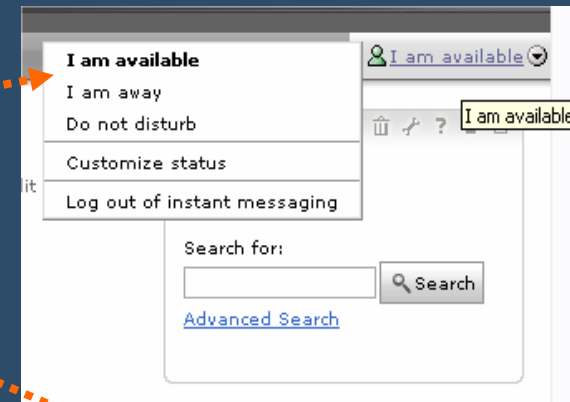 I am available
I am away
Do not disturb
Customize status
Log out of instant messaging
I am available
?
I am available
lit
Search for:
Search
Advanced Search